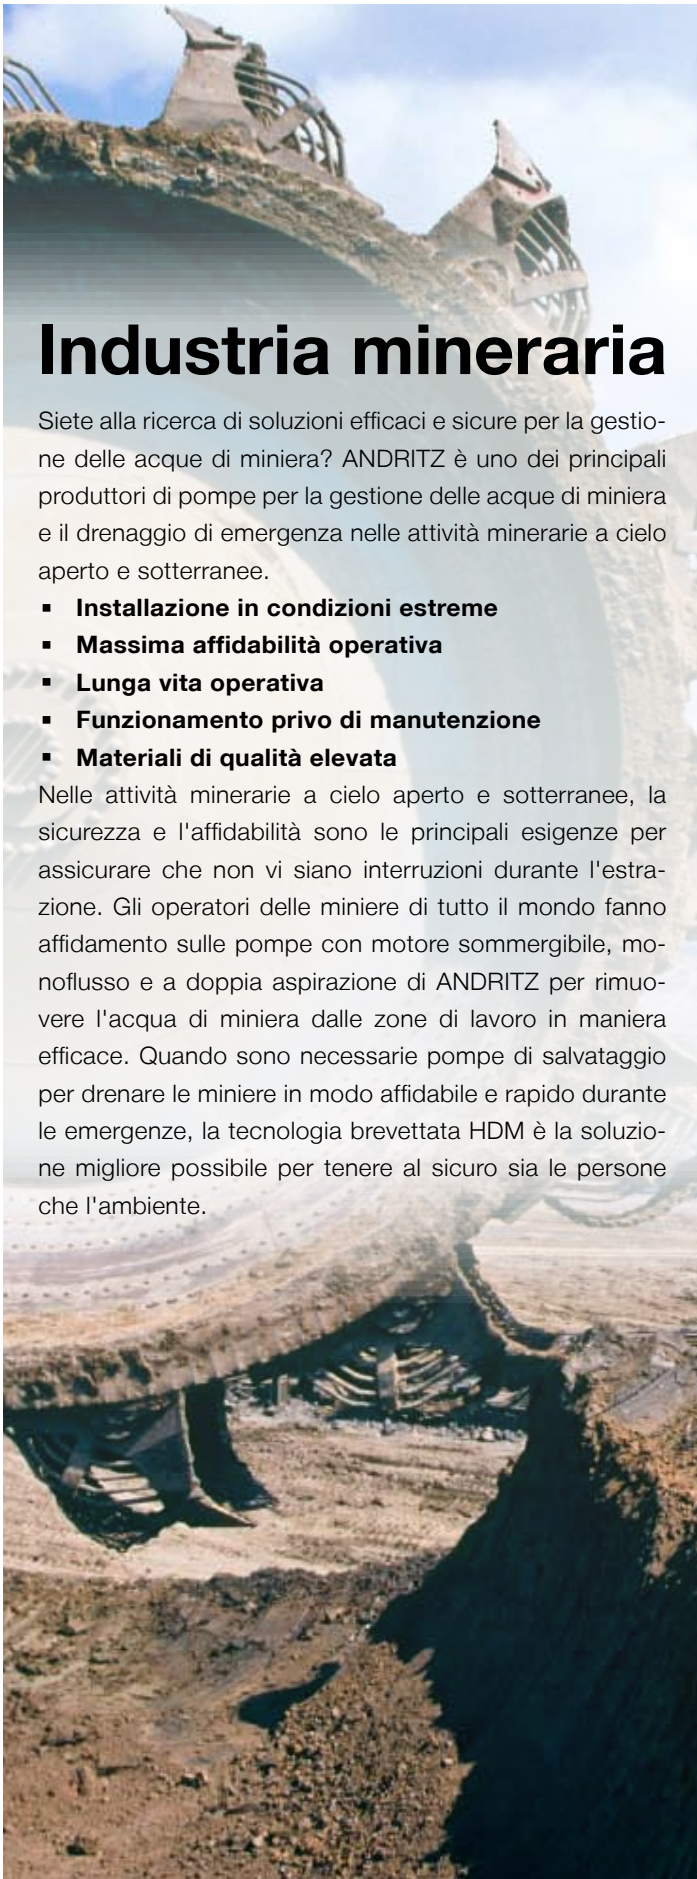 Industria mineraria
Siete alla ricerca di soluzioni efficaci e sicure per la gestio-
ne delle acque di miniera? ANDRITZ è uno dei principali
produttori di pompe per la gestione delle acque di miniera
e il drenaggio di emergenza nelle attività minerarie a cielo
aperto e sotterranee.
▪ Installazione in condizioni estreme
▪ Massima affidabilità operativa
▪ Lunga vita operativa
▪ Funzionamento privo di manutenzione
▪ Materiali di qualità elevata
Nelle attività minerarie a cielo aperto e sotterranee, la
sicurezza e l'affidabilità sono le principali esigenze per
assicurare che non vi siano interruzioni durante l'estra-
zione. Gli operatori delle miniere di tutto il mondo fanno
affidamento sulle pompe con motore sommergibile, mo-
noflusso e a doppia aspirazione di ANDRITZ per rimuo-
vere l'acqua di miniera dalle zone di lavoro in maniera
efficace. Quando sono necessarie pompe di salvataggio
per drenare le miniere in modo affidabile e rapido durante
le emergenze, la tecnologia brevettata HDM è la soluzio-
ne migliore possibile per tenere al sicuro sia le persone
che l'ambiente.